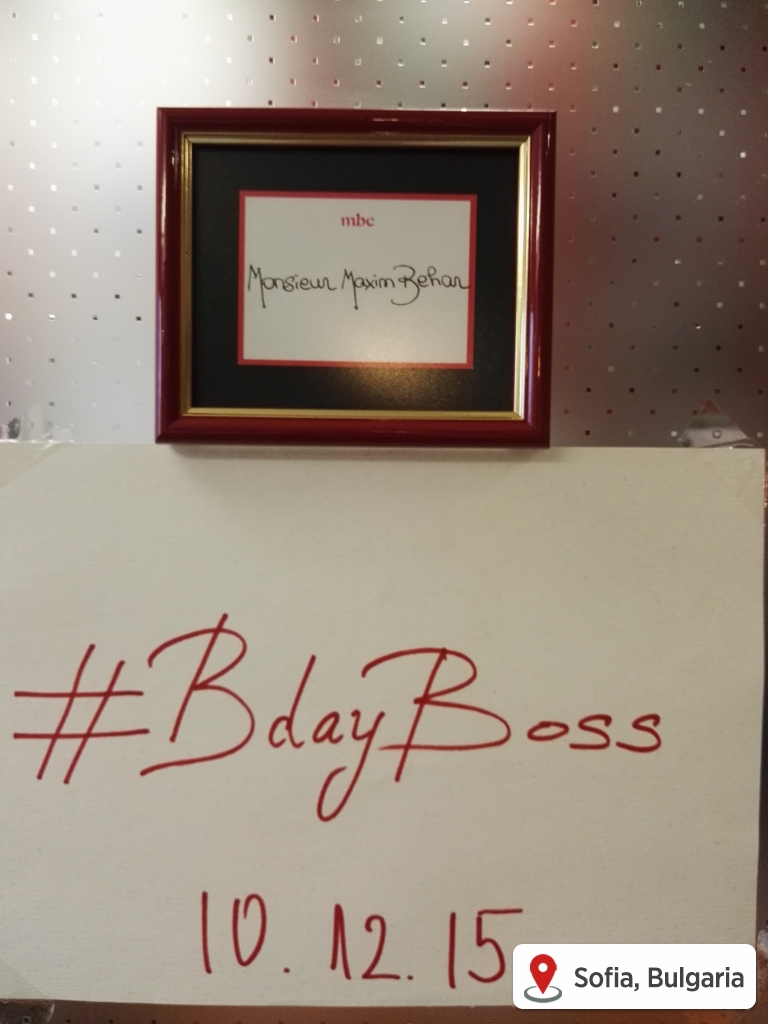 mbc
Monsieur Maxim Behar
#BdayBoss
10.12.15
Sofia, Bulgaria